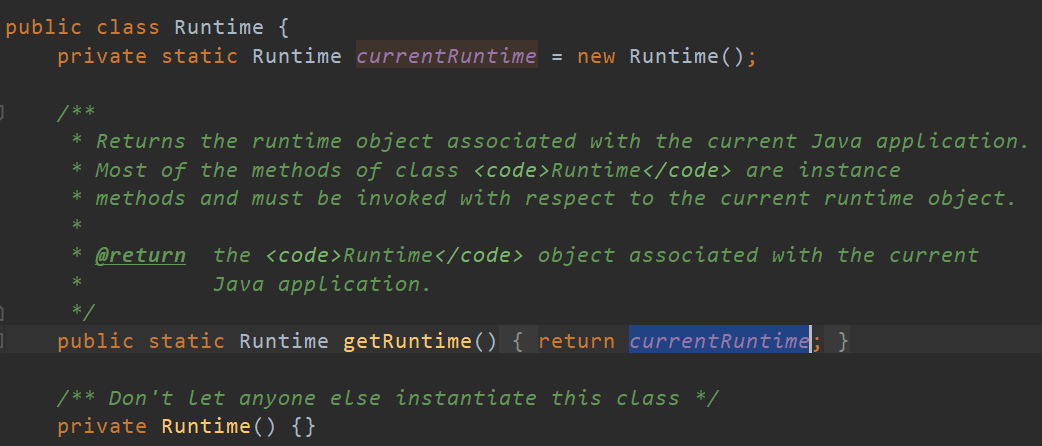 public class Runtime {
    private static Runtime currentRuntime = new Runtime();
    /**
     * Returns the runtime object associated with the current Java application.
     * Most of the methods of class <code>Runtime</code> are instance
     * methods and must be invoked with respect to the current runtime object.
     *
     * @return  the <code>Runtime</code> object associated with the current
     *          Java application.
     */
    public static Runtime getRuntime() { return currentRuntime; }
    /** Don't let anyone else instantiate this class */
    private Runtime() {}